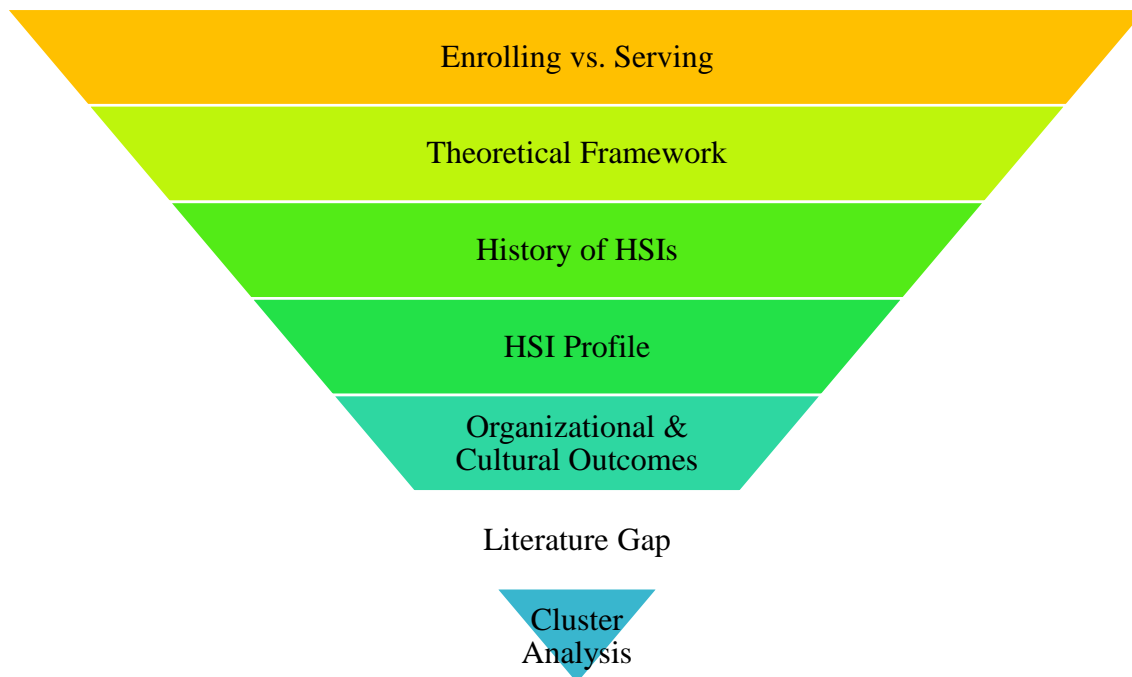 Enrolling vs. Serving
Theoretical Framework
History of HSIs
HSI Profile
Organizational &
Cultural Outcomes
Literature Gap
Cluster
Analysis